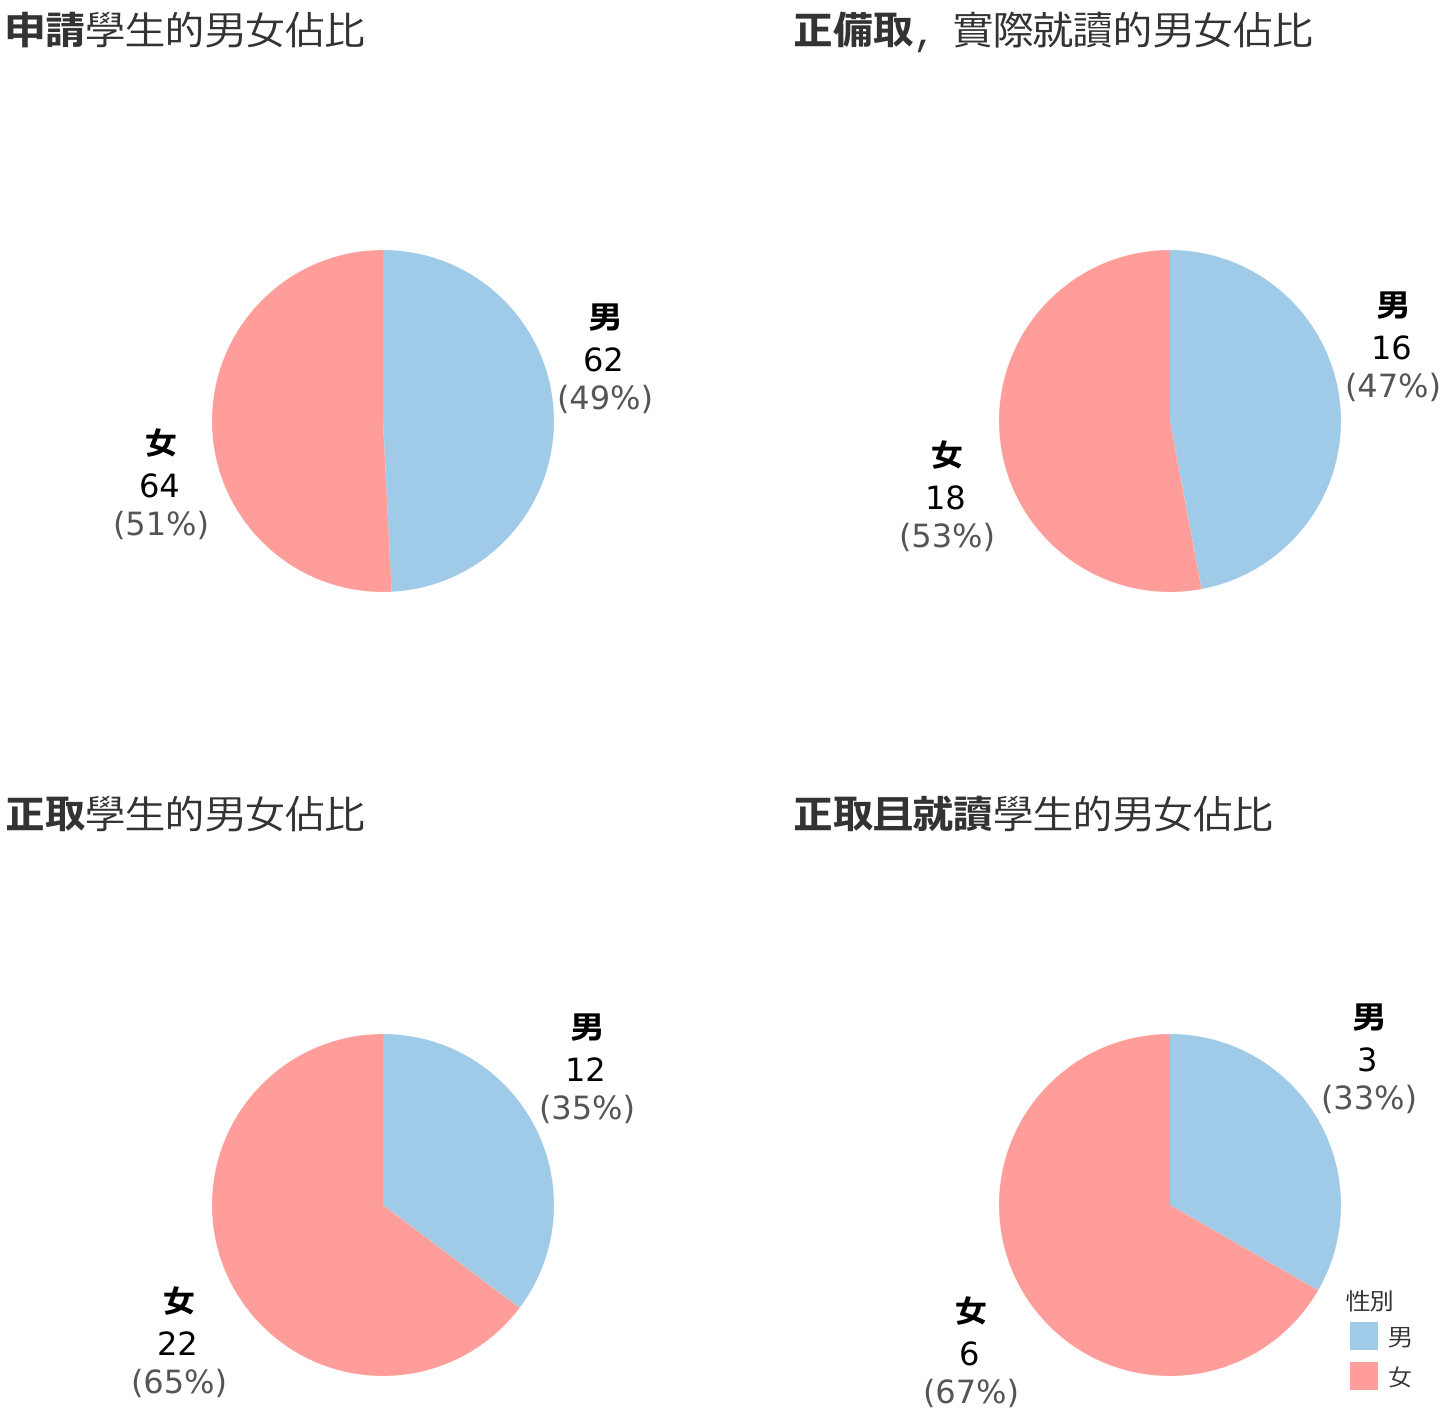 申請學生的男女佔比
男
62
(49%)
女
64
(51%)
正備取，實際就讀的男女佔比
男
16
(47%)
女
18
(53%)
正取學生的男女佔比
男
12
(35%)
女
22
(65%)
正取且就讀學生的男女佔比
男
3
(33%)
女
6
(67%)
性別
男
女